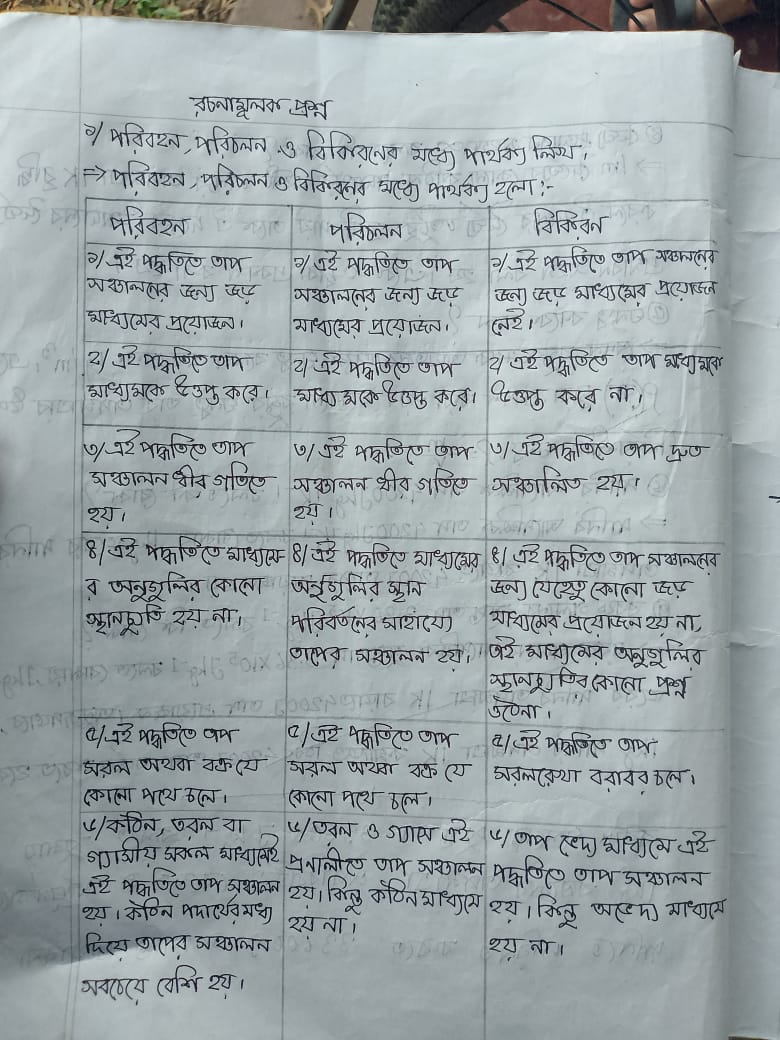 রচনামূলক প্রশ্ন
১/ পরিবহন, পরিচলন ও বিকিরনের মধ্যে পার্থক্য লিখ।
=> পরিবহন, পরিচলন ও বিকিরনের মধ্যে পার্থক্য হলো:-
পরিবহন
১/ এই পদ্ধতিতে তাপ
সঞ্চালনের জন্য জড়
মাধ্যমের প্রয়োজন।
২/ এই পদ্ধতিতে তাপ
মাধ্যমকে উত্তপ্ত করে।
৩/ এই পদ্ধতিতে তাপ
সঞ্চালন ধীর গতিতে
হয়।
৪/ এই পদ্ধতিতে মাধ্যমে-
র অনুগুলির কোনো
স্থানচ্যুতি হয় না।
৫/ এই পদ্ধতিতে তাপ
সরল অথবা বক্র যে
কোনো পথে চলে।
৬/ কঠিন, তরল বা
গ্যাসীয় সকল মাধ্যমেই
এই পদ্ধতিতে তাপ সঞ্চালন
হয়। কঠিন পদার্থের মধ্য
দিয়ে তাপের সঞ্চালন
সবচেয়ে বেশি হয়।
পরিচলন
১/ এই পদ্ধতিতে তাপ
সঞ্চালনের জন্য জড়
মাধ্যমের প্রয়োজন।
২/ এই পদ্ধতিতে তাপ
মাধ্যমকে উত্তপ্ত করে।
৩/ এই পদ্ধতিতে তাপ
সঞ্চালন ধীর গতিতে
হয়।
৪/ এই পদ্ধতিতে মাধ্যমের
অনুগুলির স্থান
পরিবর্তনের সাহায্যে
তাপের সঞ্চালন হয়।
৫/ এই পদ্ধতিতে তাপ
সরল অথবা বক্র যে
কোনো পথে চলে।
৬/ তরল ও গ্যাসে এই
প্রনালীতে তাপ সঞ্চালন
হয়। কিন্তু কঠিন মাধ্যমে
হয় না।
বিকিরন
১/ এই পদ্ধতিতে তাপ সঞ্চালনের
জন্য জড় মাধ্যমের প্রয়োজন
নেই।
২/ এই পদ্ধতিতে তাপ মাধ্যমকে
উত্তপ্ত করে না।
৩/ এই পদ্ধতিতে তাপ দ্রুত
সঞ্চালিত হয়।
৪/ এই পদ্ধতিতে তাপ সঞ্চালনের
জন্য যেহেতু কোনো জড়
মাধ্যমের প্রয়োজন হয় না,
তাই মাধ্যমের অনুগুলির
স্থানচ্যুতির কোনো প্রশ্ন
ওঠেনা।
৫/ এই পদ্ধতিতে তাপ
সরলরেখা বরাবর চলে।
৬/ তাপ ভেদ্য মাধ্যমে এই
পদ্ধতিতে তাপ সঞ্চালন
হয়। কিন্তু অভেদ্য মাধ্যমে
হয় না।